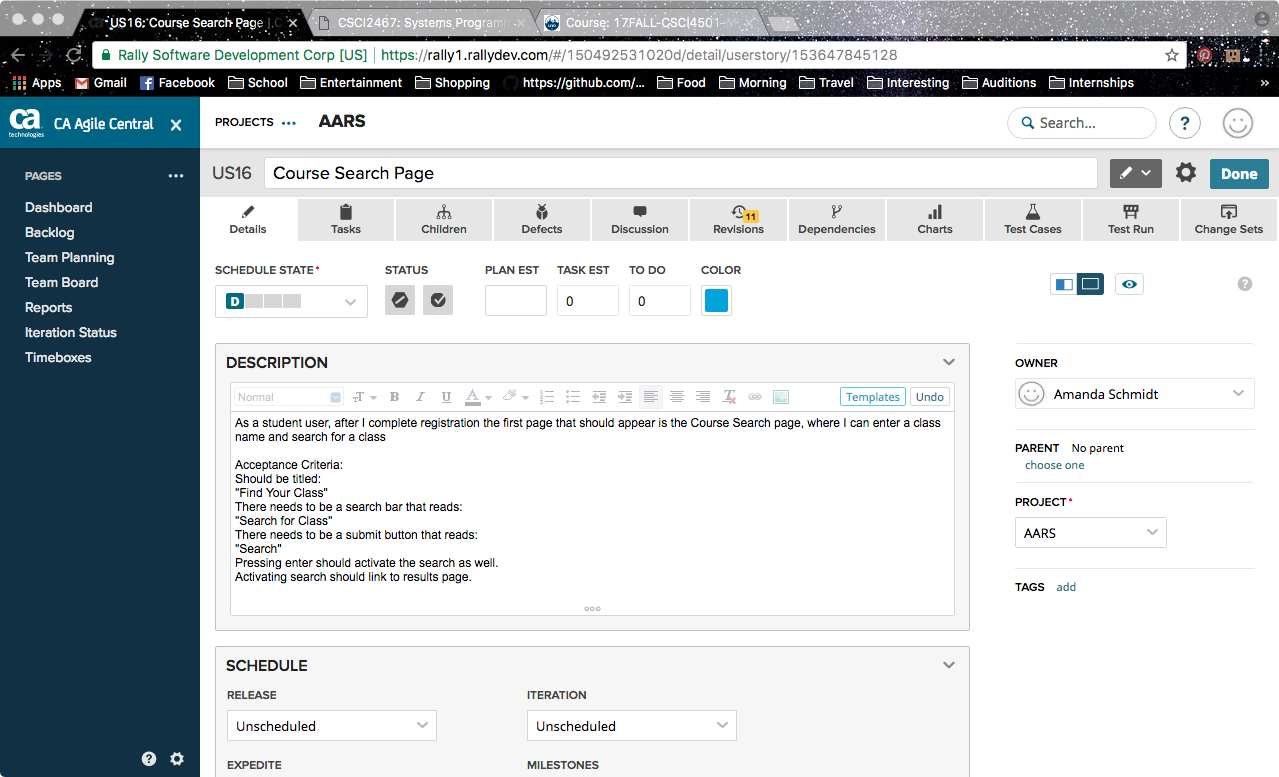 US16: Course Search Page | C
CSCI2467: Systems Programm
Course: 17FALL-CSCI4501-
Rally Software Development Corp [US] https://rally1.rallydev.com/#/150492531020d/detail/userstory/153647845128
Apps Gmail Facebook School Entertainment Shopping https://github.com/... Food Morning Travel Interesting Auditions Internships »
ca technologies CA Agile Central PROJECTS ... AARS Search... ?
US16 Course Search Page Done
PAGES ...
Dashboard
Backlog
Team Planning
Team Board
Reports
Iteration Status
Timeboxes
Details Tasks Children Defects Discussion Revisions 11 Dependencies Charts Test Cases Test Run Change Sets
SCHEDULE STATE* STATUS PLAN EST TASK EST TO DO COLOR
D 0 0 ?
DESCRIPTION
Normal B I U A Templates Undo
As a student user, after I complete registration the first page that should appear is the Course Search page, where I can enter a class
name and search for a class
Acceptance Criteria:
Should be titled:
"Find Your Class"
There needs to be a search bar that reads:
"Search for Class"
There needs to be a submit button that reads:
"Search"
Pressing enter should activate the search as well.
Activating search should link to results page.
OWNER
Amanda Schmidt
PARENT No parent
choose one
PROJECT*
AARS
TAGS add
SCHEDULE
RELEASE ITERATION
Unscheduled Unscheduled
EXPEDITE MILESTONES
?